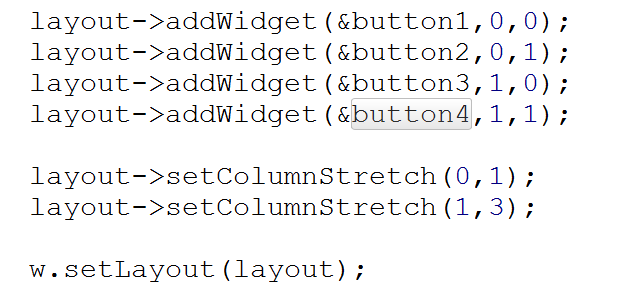 layout->addWidget(&button1,0,0);
layout->addWidget(&button2,0,1);
layout->addWidget(&button3,1,0);
layout->addWidget(&button4,1,1);
layout->setColumnStretch(0,1);
layout->setColumnStretch(1,3);
w.setLayout(layout);